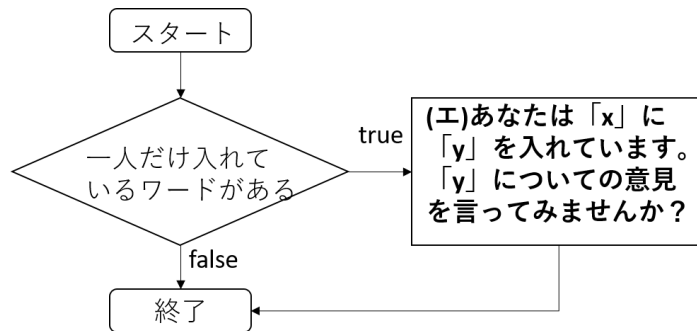 スタート
一人だけ入れて
いるワードがある
true
(エ)あなたは「x」に
「y」を入れています。
「y」についての意見
を言ってみませんか？
false
終了